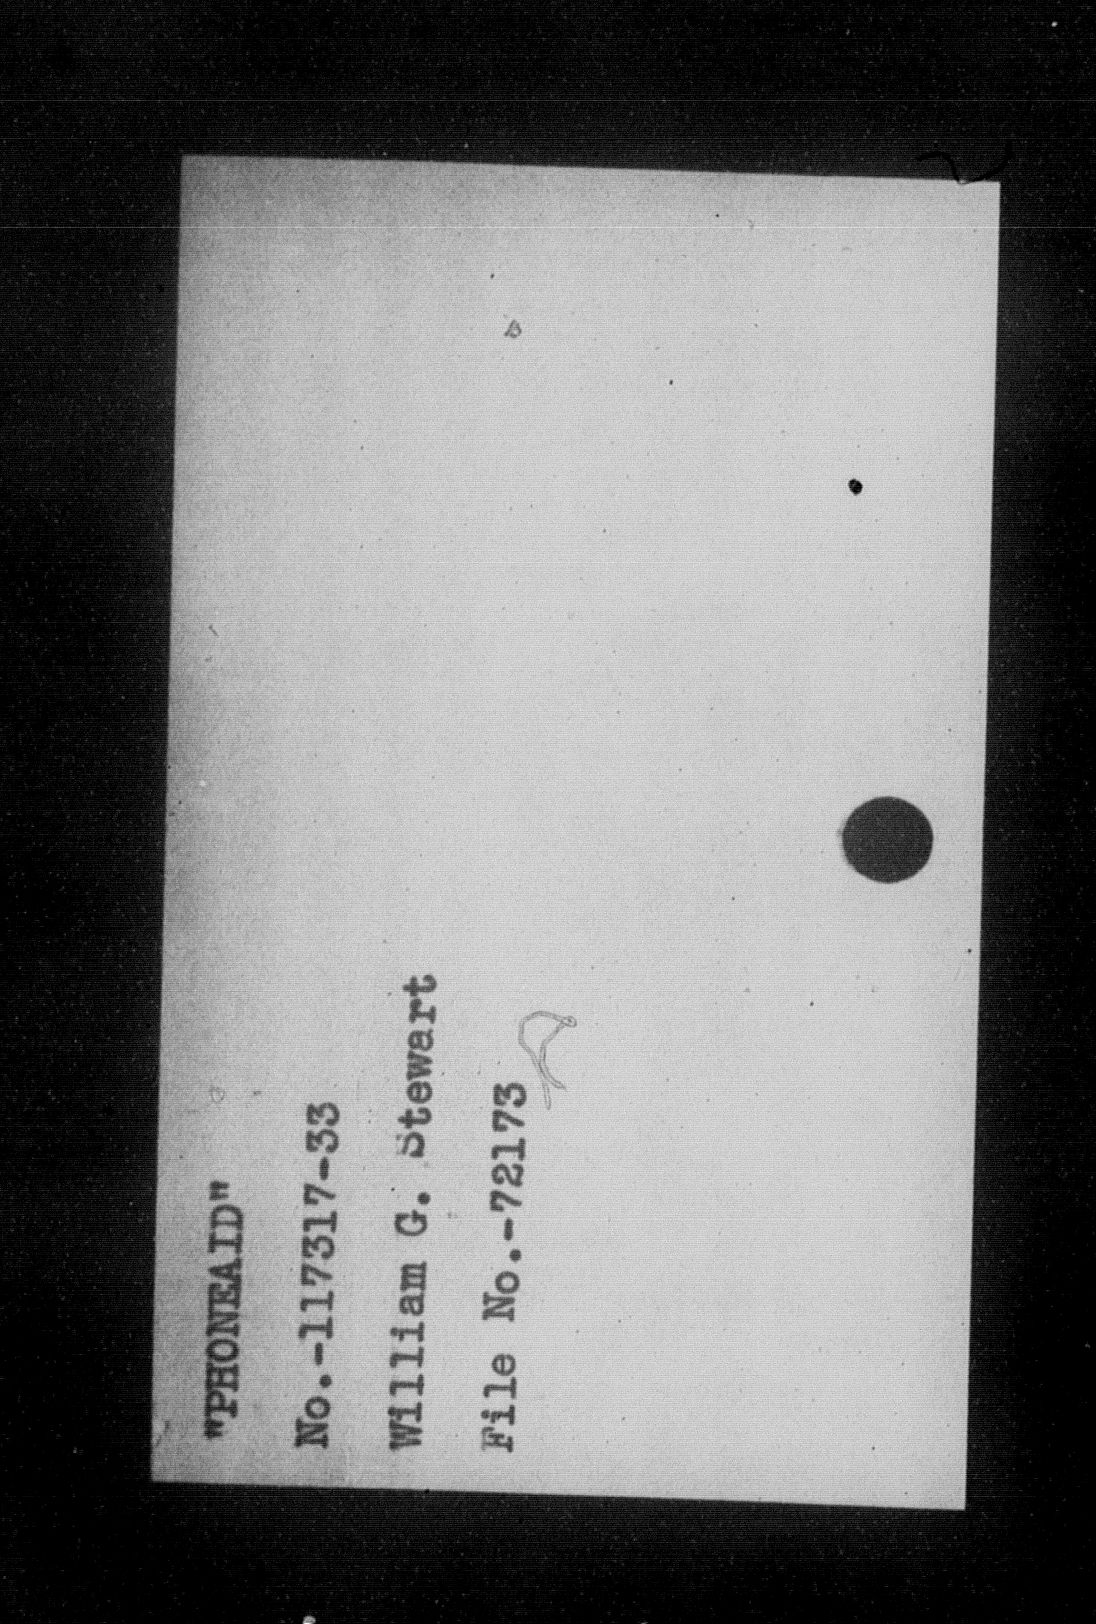 "PHONEAID"
No.-117317-33
William G. Stewart
File No.-72173